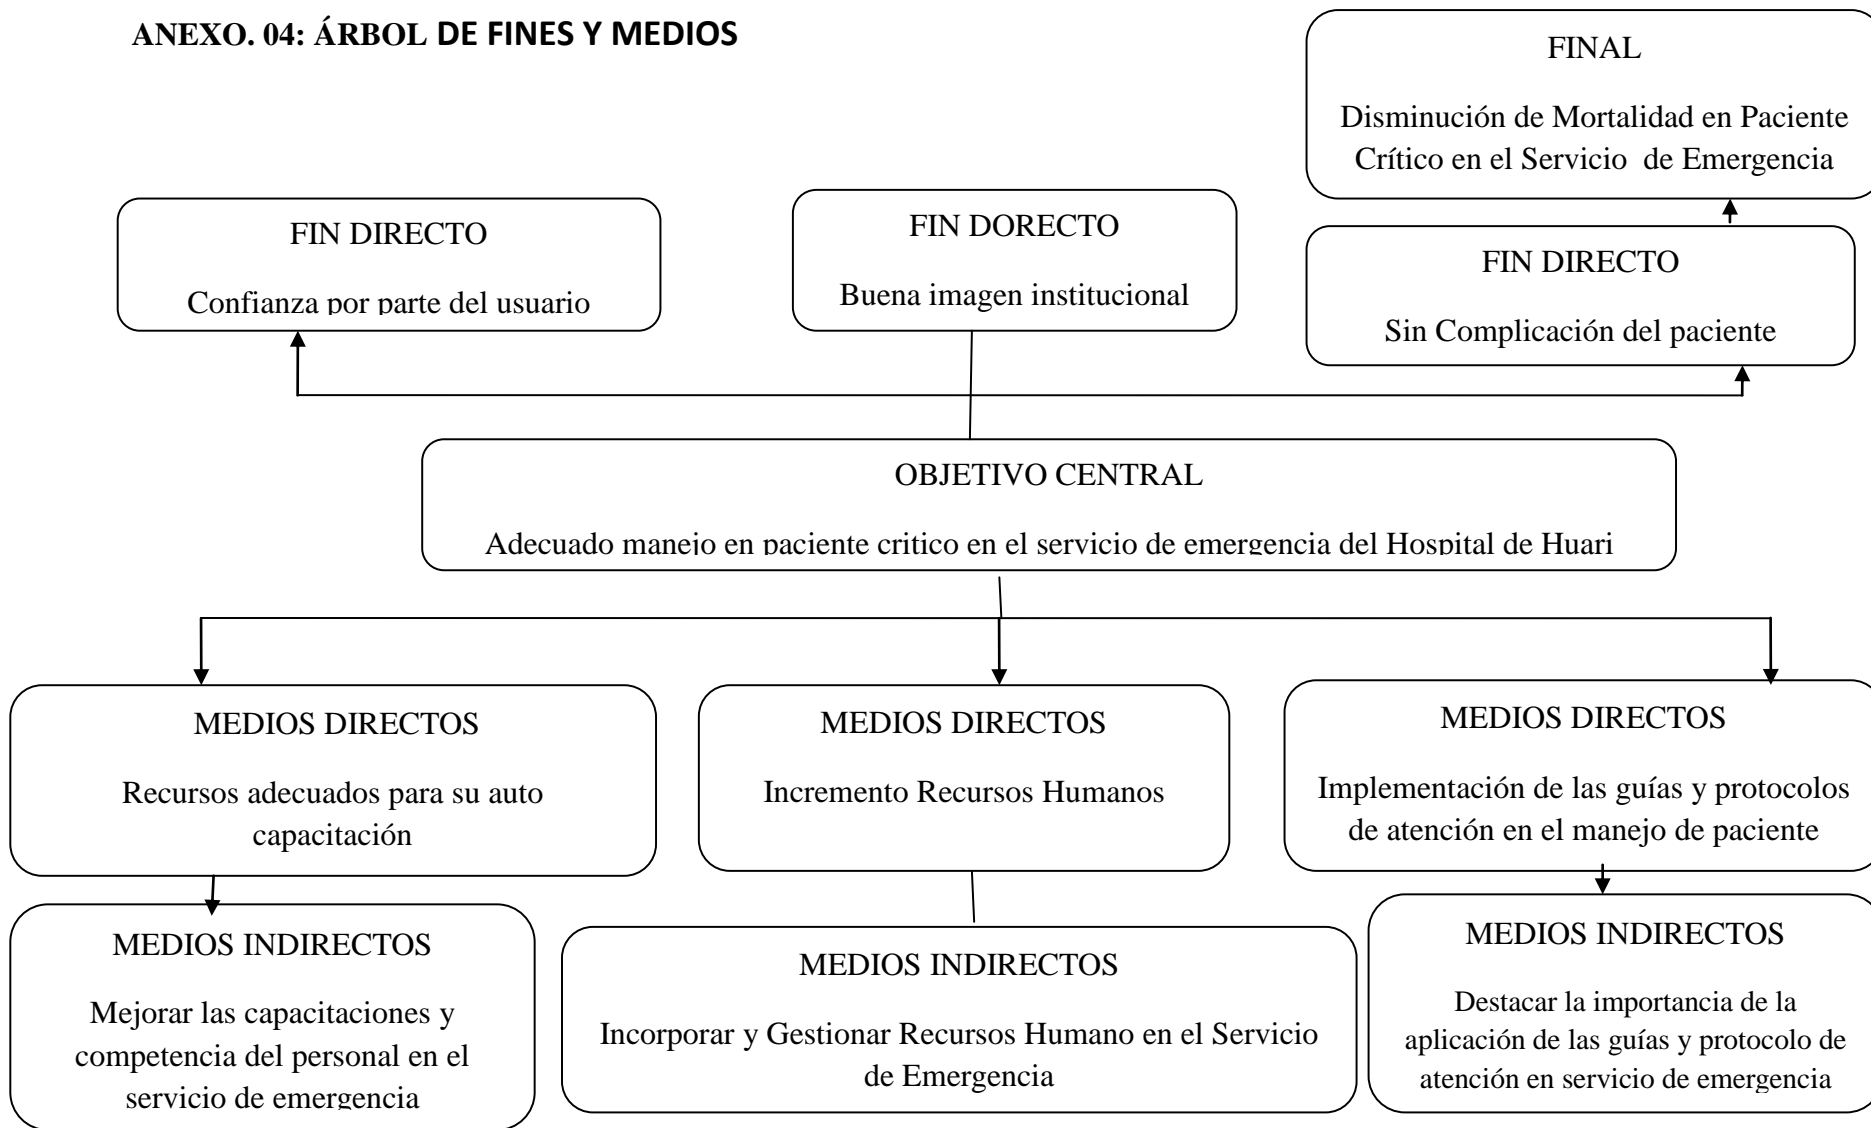 ANEXO. 04: ÁRBOL DE FINES Y MEDIOS
FINAL
Disminución de Mortalidad en Paciente
Crítico en el Servicio de Emergencia
FIN DIRECTO
Confianza por parte del usuario
FIN DORECTO
Buena imagen institucional
FIN DIRECTO
Sin Complicación del paciente
OBJETIVO CENTRAL
Adecuado manejo en paciente critico en el servicio de emergencia del Hospital de Huari
MEDIOS DIRECTOS
Recursos adecuados para su auto
capacitación
MEDIOS DIRECTOS
Incremento Recursos Humanos
MEDIOS DIRECTOS
Implementación de las guías y protocolos
de atención en el manejo de paciente
MEDIOS INDIRECTOS
Mejorar las capacitaciones y
competencia del personal en el
servicio de emergencia
MEDIOS INDIRECTOS
Incorporar y Gestionar Recursos Humano en el Servicio
de Emergencia
MEDIOS INDIRECTOS
Destacar la importancia de la
aplicación de las guías y protocolo de
atención en servicio de emergencia